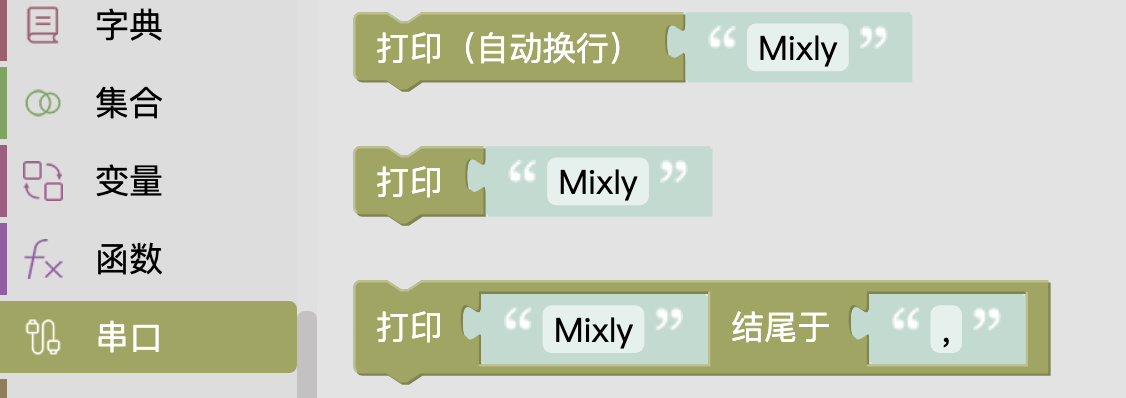 字典
集合
变量
函数
串口
打印（自动换行） “ Mixly ”
打印 “ Mixly ”
打印 “ Mixly ” 结尾于 “ , ”